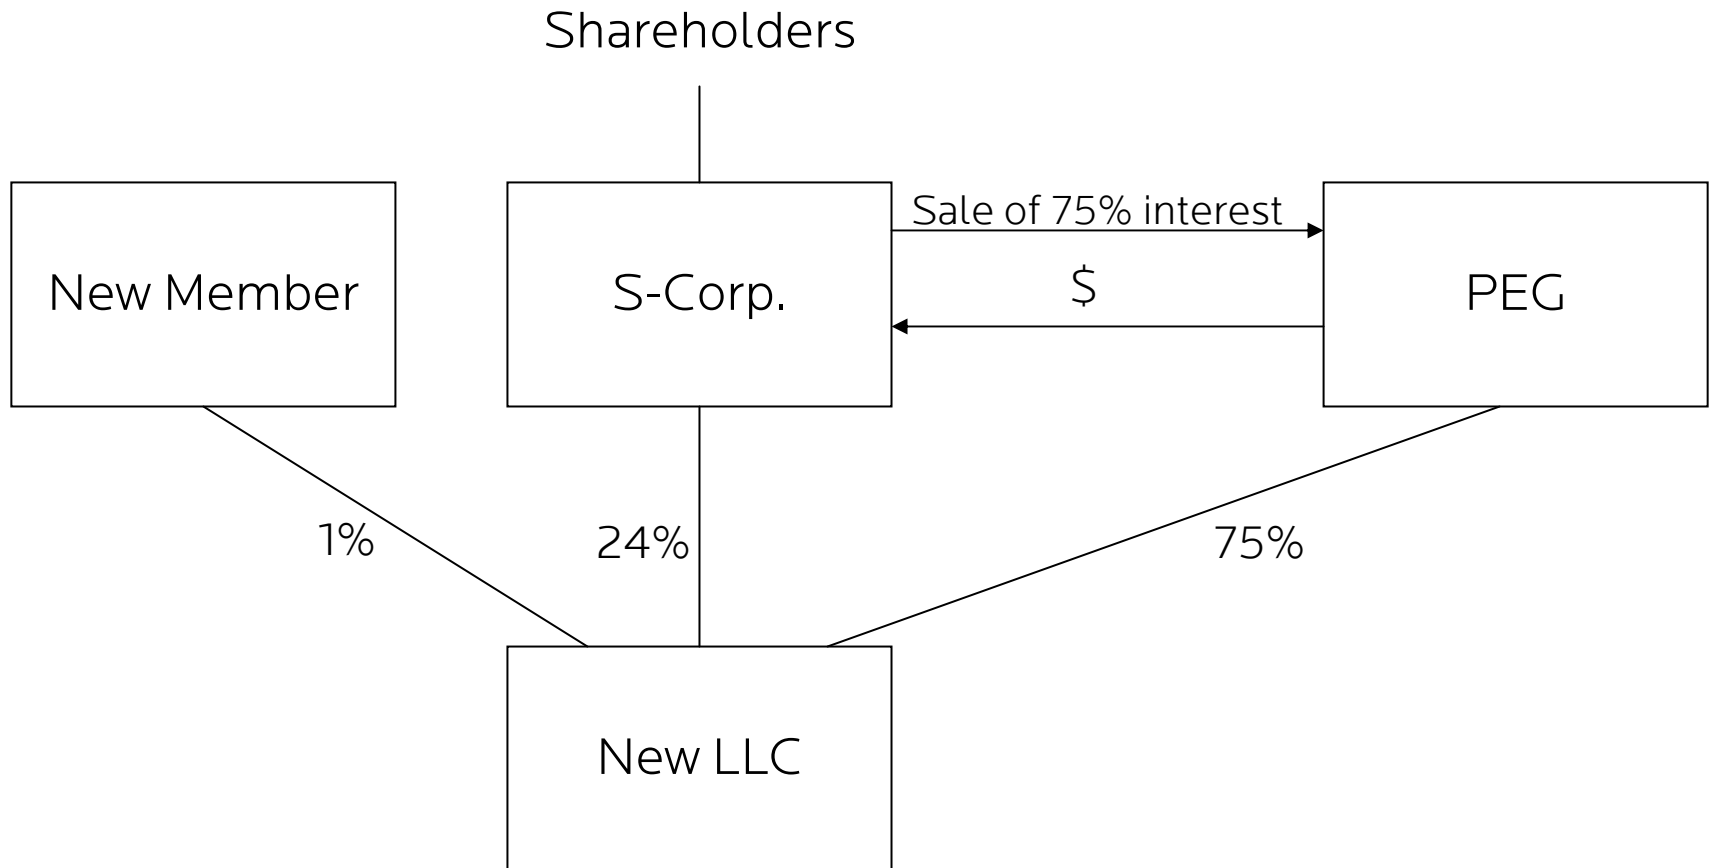 Shareholders
Sale of 75% interest
New Member
S-Corp.
$
PEG
1%
24%
75%
New LLC